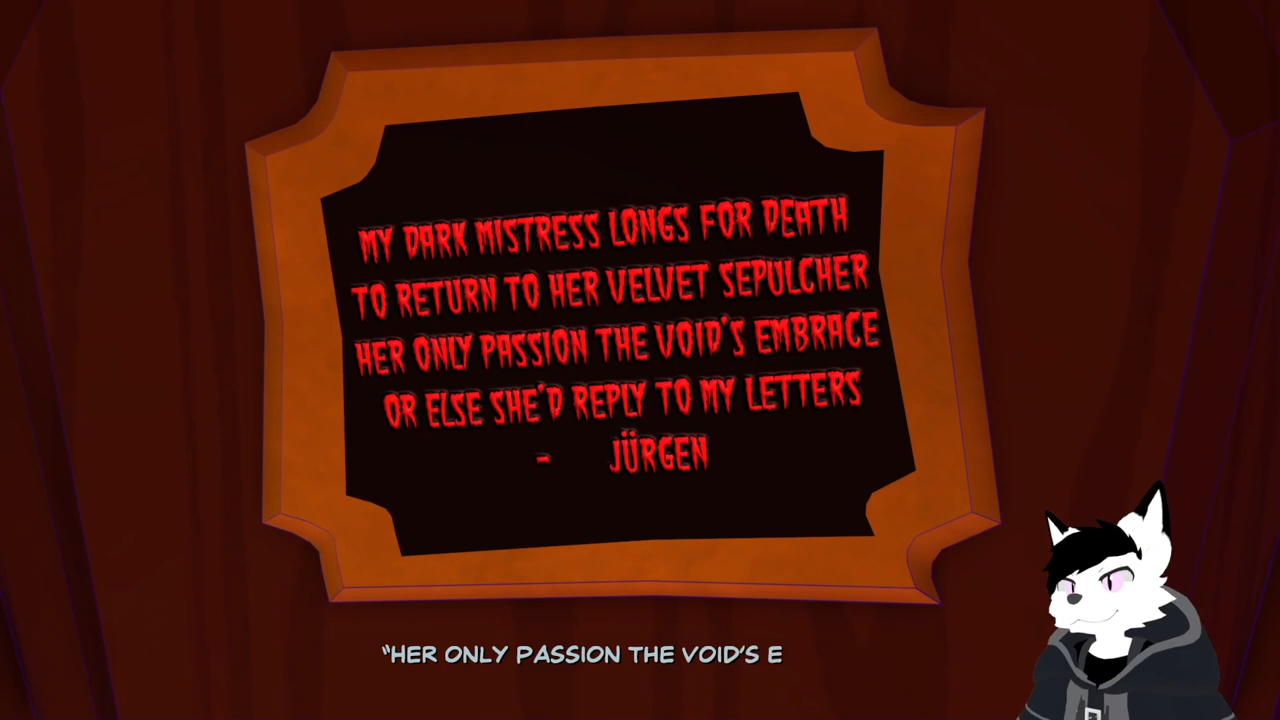 MY DARK MISTRESS LONGS FOR DEATH
TO RETURN TO HER VELVET SEPULCHER
HER ONLY PASSION THE VOID'S EMBRACE
OR ELSE SHE'D REPLY TO MY LETTERS
- JÜRGEN
"HER ONLY PASSION THE VOID'S E